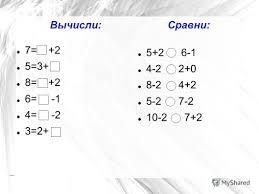 Вычисли:
7=□+2
5=3+□
8=□+2
6=□-1
4=□-2
3=2+□
Сравни:
5+2 ○ 6-1
4-2 ○ 2+0
8-2 ○ 4+2
5-2 ○ 7-2
10-2 ○ 7+2
MyShared